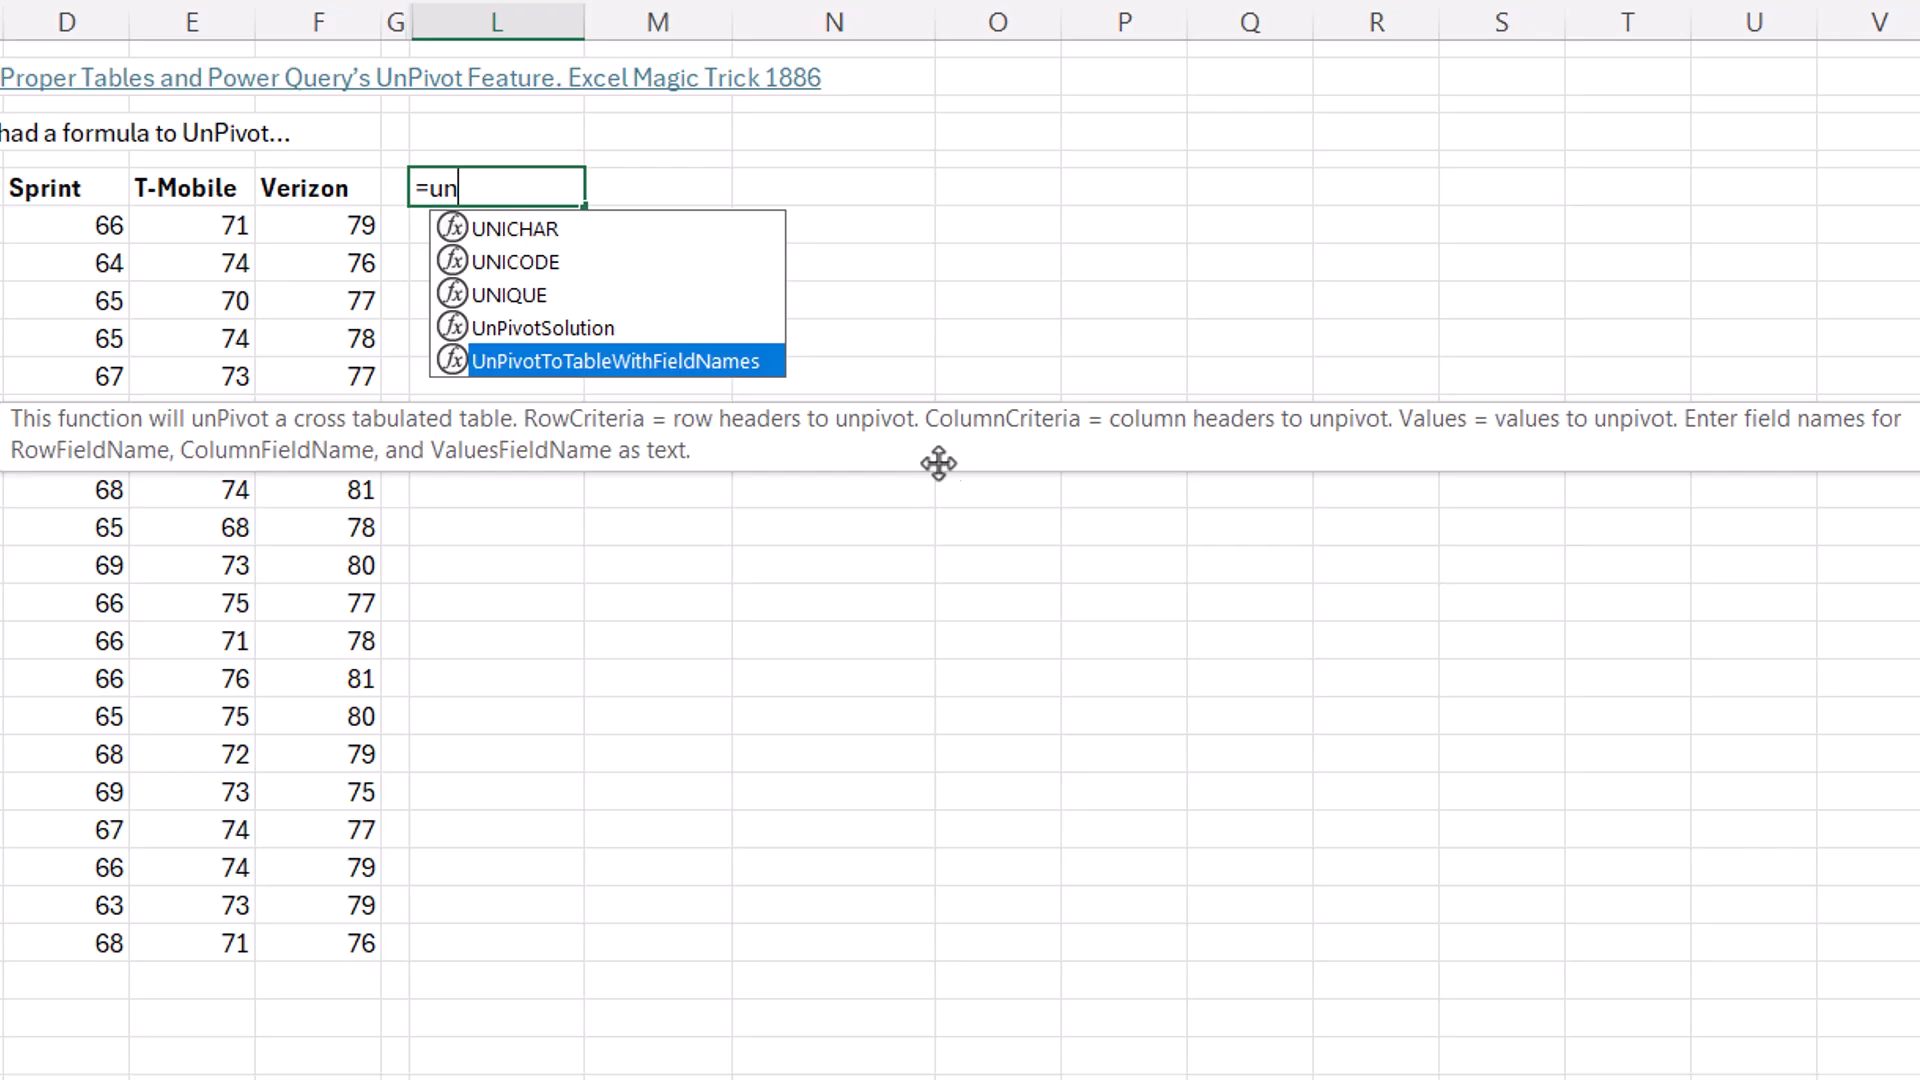 D E F G L M N O P Q R S T U V
Proper Tables and Power Query’s UnPivot Feature. Excel Magic Trick 1886
had a formula to UnPivot...
Sprint T-Mobile Verizon =un
66 71 79 UNICHAR
64 74 76 UNICODE
65 70 77 UNIQUE
65 74 78 UnPivotSolution
67 73 77 UnPivotToTableWithFieldNames
This function will unPivot a cross tabulated table. RowCriteria = row headers to unpivot. ColumnCriteria = column headers to unpivot. Values = values to unpivot. Enter field names for
RowFieldName, ColumnFieldName, and ValuesFieldName as text.
68 74 81
65 68 78
69 73 80
66 75 77
66 71 78
66 76 81
65 75 80
68 72 79
69 73 75
67 74 77
66 74 79
63 73 79
68 71 76